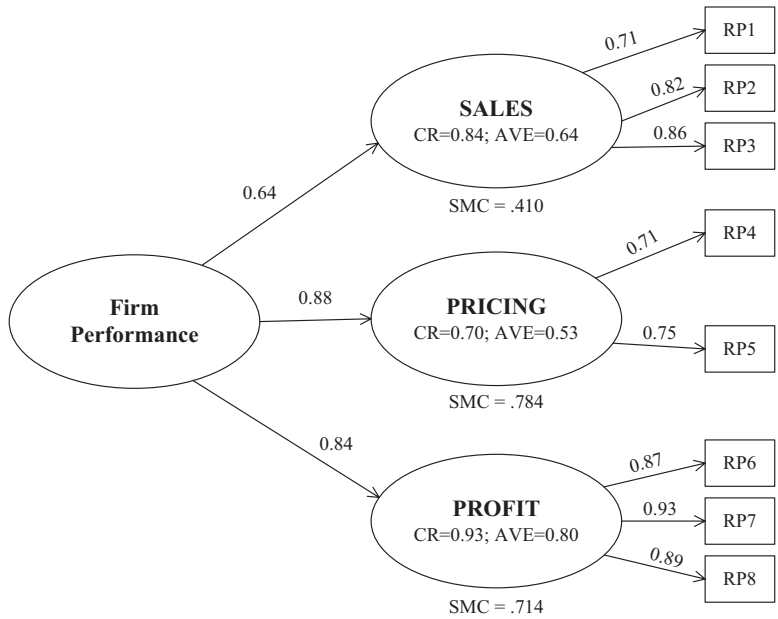 0.71
RP1
SALES
CR=0.84; AVE=0.64
0.82
RP2
0.86
RP3
0.64
SMC = .410
0.71
RP4
Firm
Performance
0.88
PRICING
CR=0.70; AVE=0.53
0.75
RP5
SMC = .784
0.84
0.87
RP6
PROFIT
CR=0.93; AVE=0.80
0.93
RP7
0.89
RP8
SMC = .714